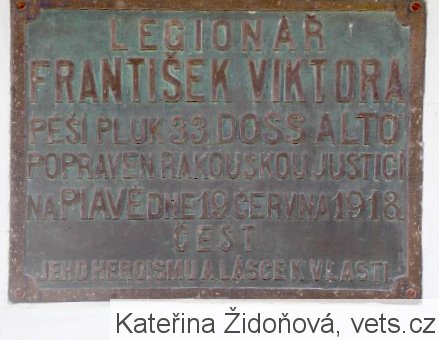 LEGIONÁŘ
FRANTIŠEK VIKTORA
PĚŠÍ PLUK 33 DOSS ALTO
POPRAVEN RAKOUSKOU JUSTICÍ
NA PIAVĚ DNE 19 ČERVNA 1918.
ČEST
JEHO HEROISMU A LÁSCE K VLASTI.
Kateřina Židoňová, vets.cz